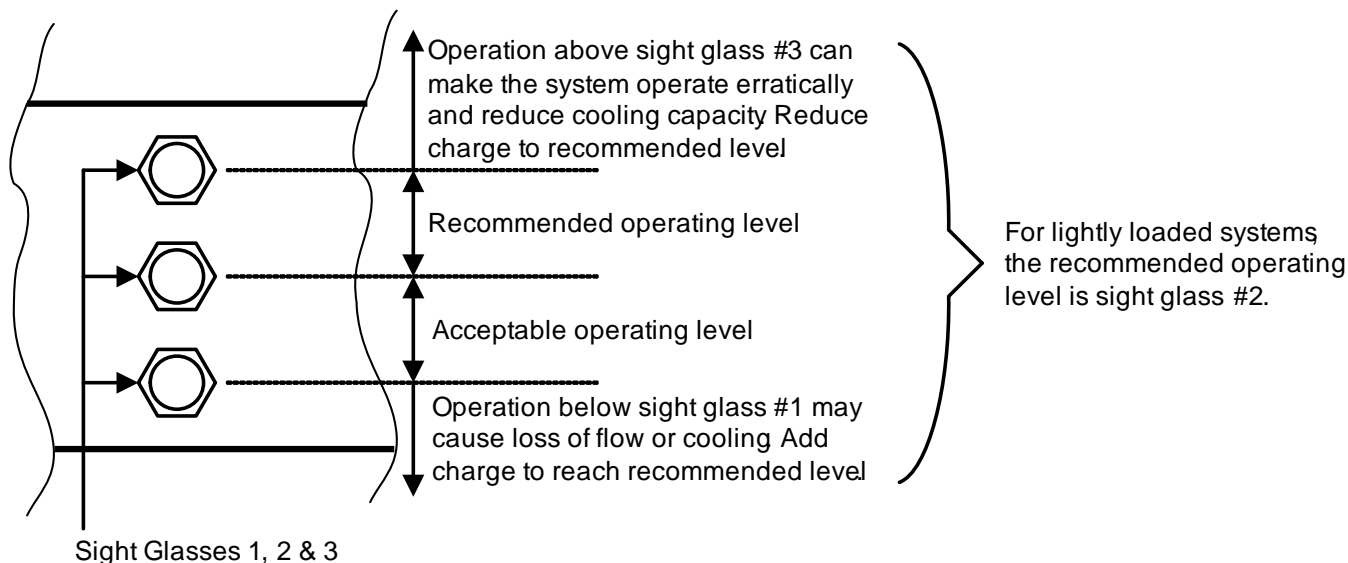 Operation above sight glass #3 can
make the system operate erratically
and reduce cooling capacity. Reduce
charge to recommended level.
Recommended operating level
For lightly loaded systems,
the recommended operating
level is sight glass #2.
Acceptable operating level
Operation below sight glass #1 may
cause loss of flow or cooling. Add
charge to reach recommended level.
Sight Glasses 1, 2 & 3